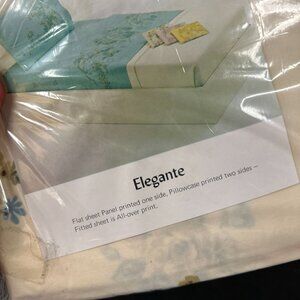 Elegante
Flat sheet Panel printed one side, Pillowcase printed two sides –
Fitted sheet is All-over print.